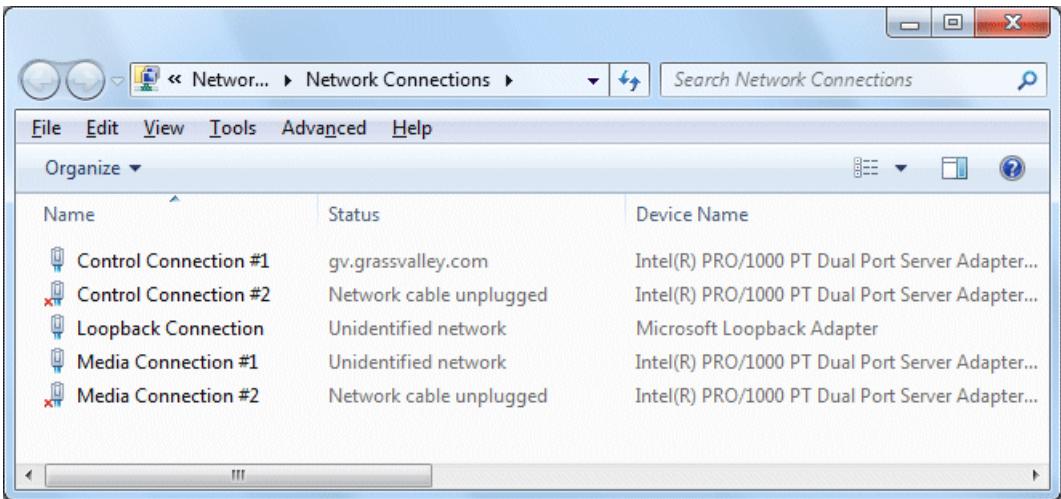 « Networ... ▸ Network Connections ▸ Search Network Connections
File Edit View Tools Advanced Help
Organize
Name Status Device Name
Control Connection #1 gv.grassvalley.com Intel(R) PRO/1000 PT Dual Port Server Adapter...
Control Connection #2 Network cable unplugged Intel(R) PRO/1000 PT Dual Port Server Adapter...
Loopback Connection Unidentified network Microsoft Loopback Adapter
Media Connection #1 Unidentified network Intel(R) PRO/1000 PT Dual Port Server Adapter...
Media Connection #2 Network cable unplugged Intel(R) PRO/1000 PT Dual Port Server Adapter...